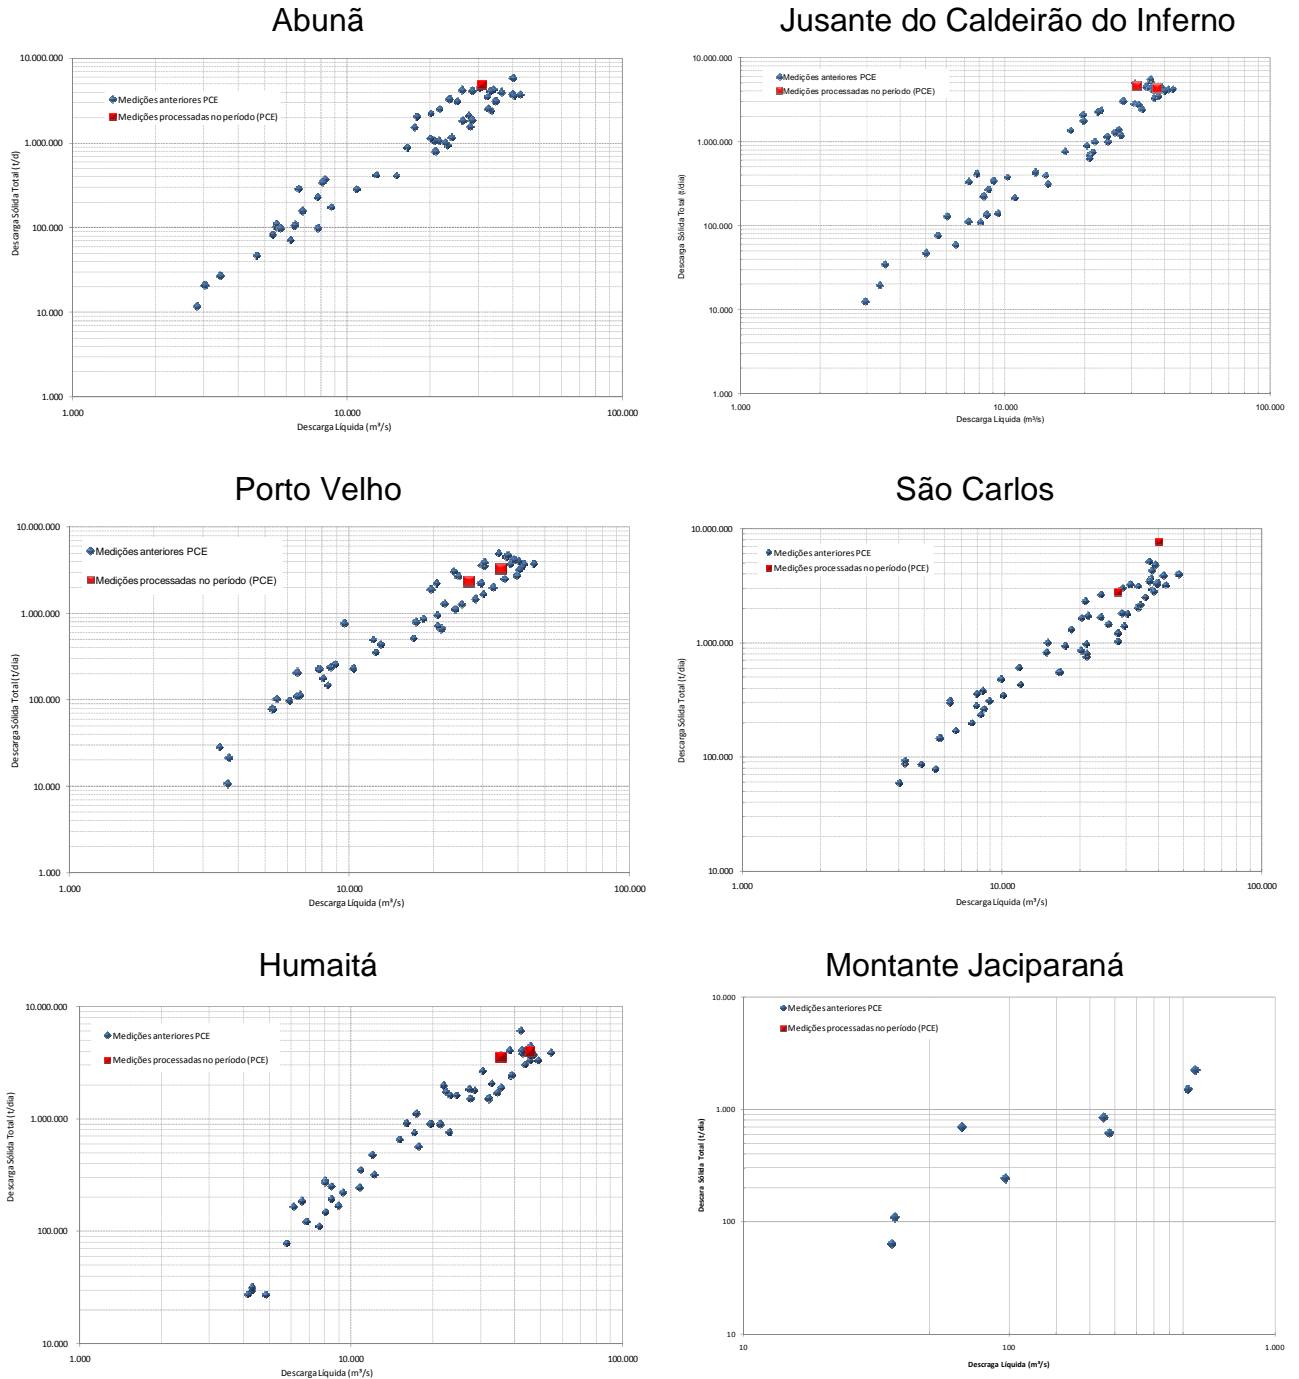 Abunã
10.000.000
1.000.000
100.000
10.000
1.000
1.000
10.000
100.000
Descarga Sólida Total (t/d)
Descarga Líquida (m³/s)
Medições anteriores PCE
Medições processadas no período (PCE)
Jusante do Caldeirão do Inferno
10.000.000
1.000.000
100.000
10.000
1.000
1.000
10.000
100.000
Descarga Sólida Total (t/dia)
Descarga Líquida (m³/s)
Medições anteriores PCE
Medições processadas no período (PCE)
Porto Velho
10.000.000
1.000.000
100.000
10.000
1.000
1.000
10.000
100.000
Descarga Sólida Total (t/dia)
Descarga Líquida (m³/s)
Medições anteriores PCE
Medições processadas no período (PCE)
São Carlos
10.000.000
1.000.000
100.000
10.000
1.000
10.000
100.000
Descarga Sólida Total (t/dia)
Descarga Líquida (m³/s)
Medições anteriores PCE
Medições processadas no período (PCE)
Humaitá
10.000.000
1.000.000
100.000
10.000
1.000
10.000
100.000
Descarga Sólida Total (t/dia)
Descarga Líquida (m³/s)
Medições anteriores PCE
Medições processadas no período (PCE)
Montante Jaciparaná
10.000
1.000
100
10
10
100
1.000
Descara Sólida Total (t/dia)
Descraga Líquida (m³/s)
Medições anteriores PCE
Medições processadas no período (PCE)